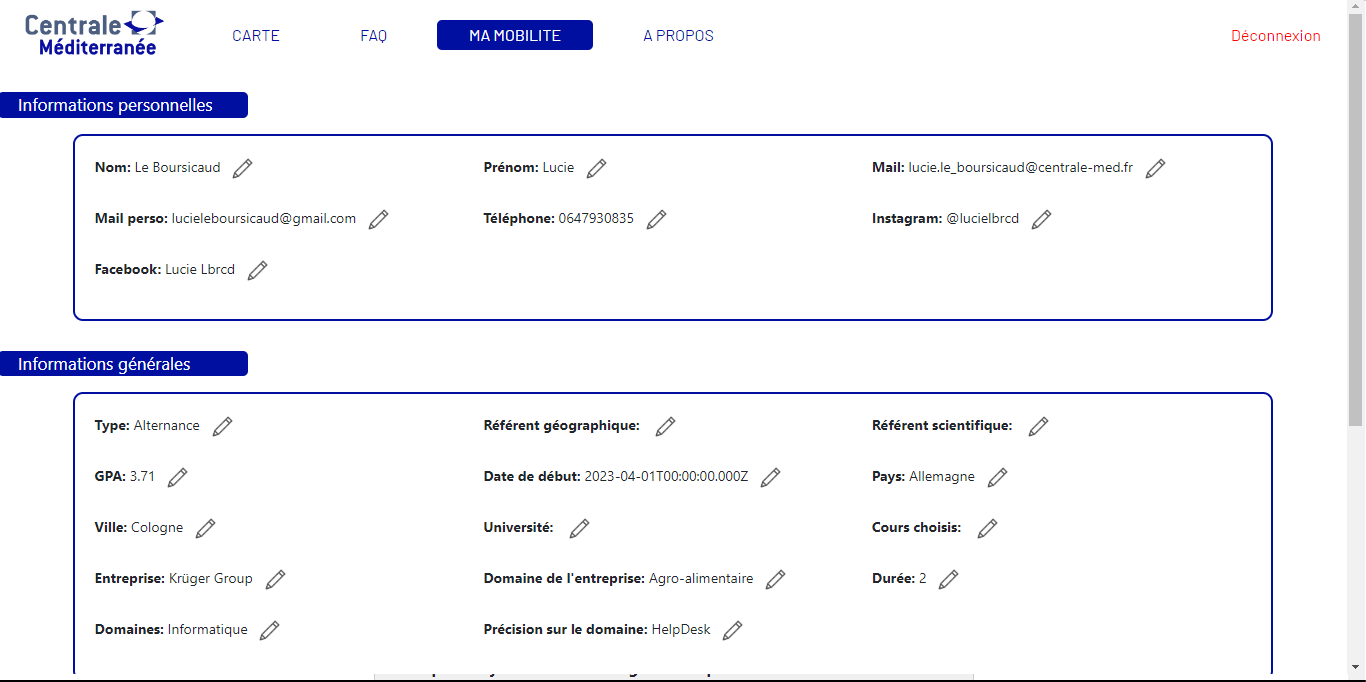 Centrale
Méditerranée
CARTE FAQ MA MOBILITE A PROPOS Déconnexion
Informations personnelles
Nom: Le Boursicaud Prénom: Lucie Mail: lucie.le_boursicaud@centrale-med.fr
Mail perso: lucieleboursicaud@gmail.com Téléphone: 0647930835 Instagram: @lucielbrcd
Facebook: Lucie Lbrcd
Informations générales
Type: Alternance Référent géographique: Référent scientifique:
GPA: 3.71 Date de début: 2023-04-01T00:00:00.000Z Pays: Allemagne
Ville: Cologne Université: Cours choisis:
Entreprise: Krüger Group Domaine de l'entreprise: Agro-alimentaire Durée: 2
Domaines: Informatique Précision sur le domaine: HelpDesk